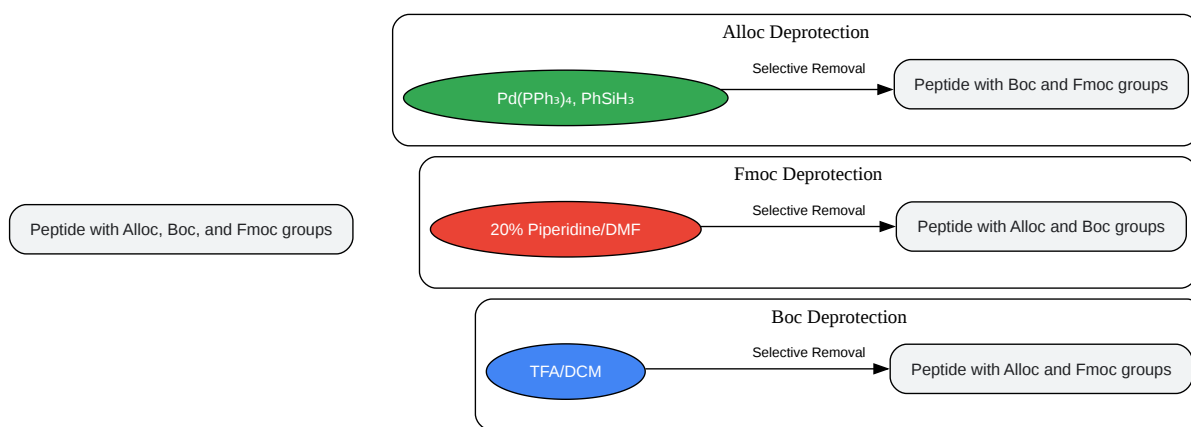 Alloc Deprotection
Selective Removal
Pd(PPh₃)₄, PhSiH₃
Peptide with Boc and Fmoc groups
Fmoc Deprotection
Selective Removal
Peptide with Alloc, Boc, and Fmoc groups
20% Piperidine/DMF
Peptide with Alloc and Boc groups
Boc Deprotection
Selective Removal
TFA/DCM
Peptide with Alloc and Fmoc groups